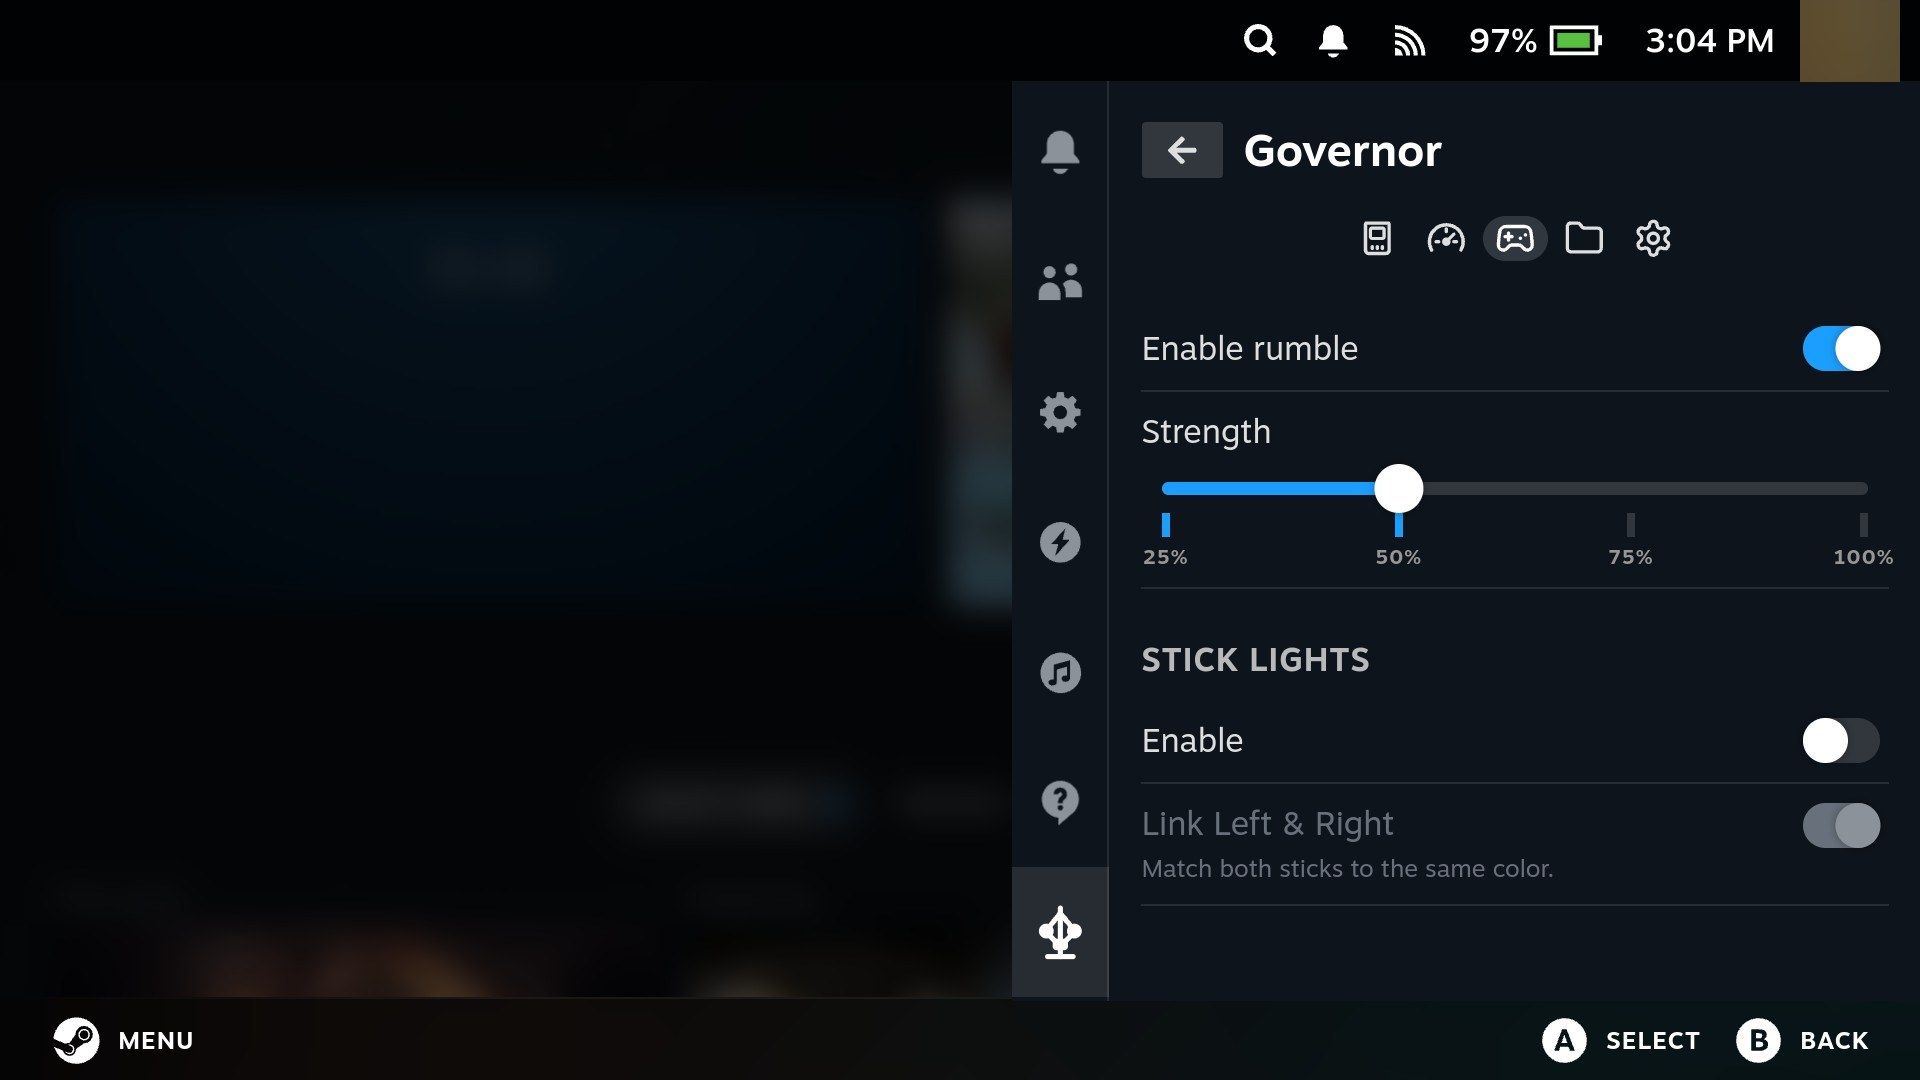 97%
3:04 PM
Governor
Enable rumble
Strength
25% 50% 75% 100%
STICK LIGHTS
Enable
Link Left & Right
Match both sticks to the same color.
MENU
A SELECT B BACK